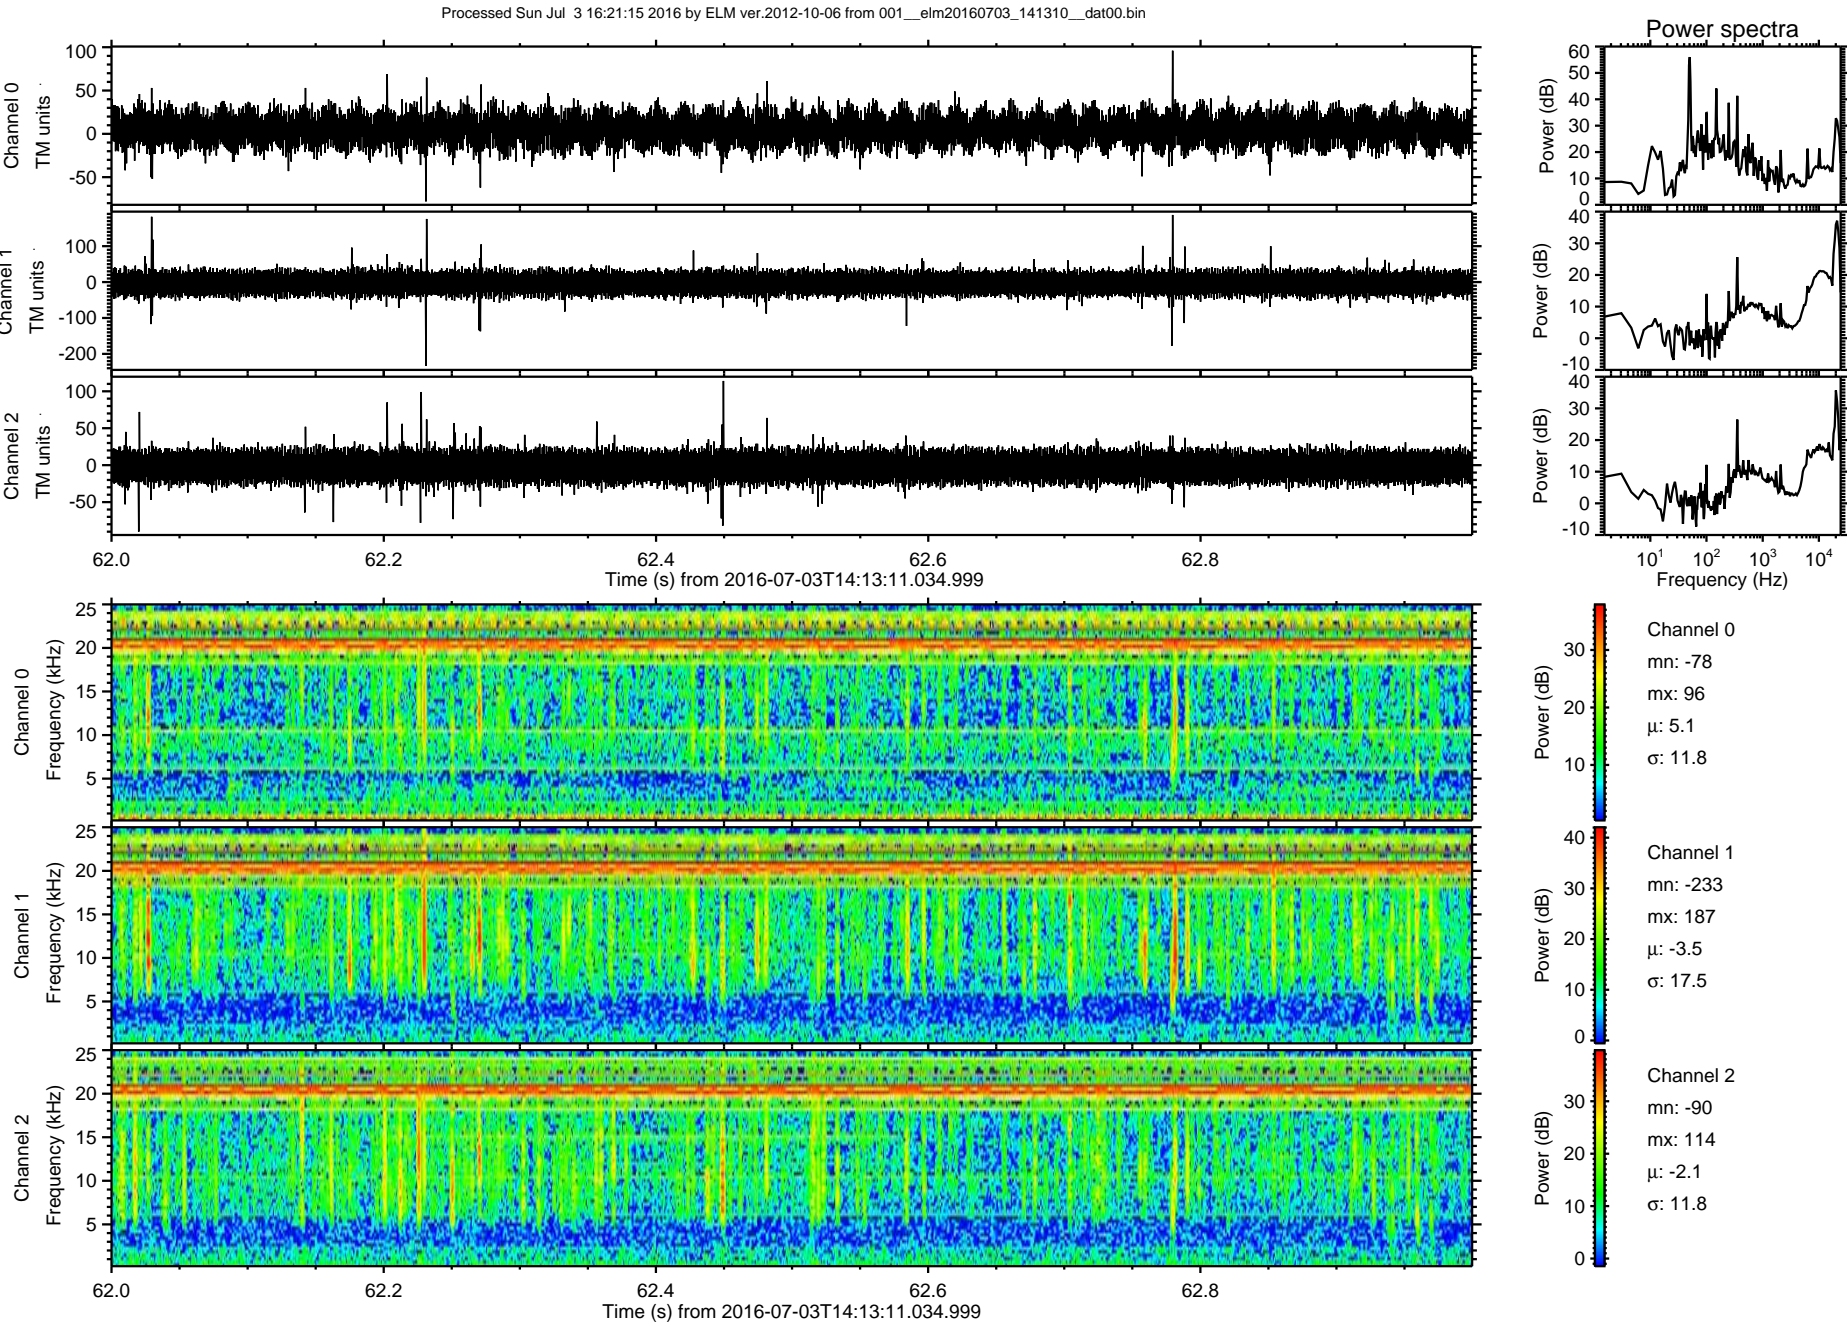 Processed Sun Jul 3 16:21:15 2016 by ELM ver.2012-10-06 from 001__elm20160703_141310__dat00.bin
Power spectra
Channel 0
TM units
100
50
0
-50
Power (dB)
60
50
40
30
20
10
0
Channel 1
TM units
100
0
-100
-200
Power (dB)
40
30
20
10
0
-10
Channel 2
TM units
100
50
0
-50
Power (dB)
40
30
20
10
0
-10
62.0 62.2 62.4 62.6 62.8
Time (s) from 2016-07-03T14:13:11.034.999
10¹ 10² 10³ 10⁴
Frequency (Hz)
Channel 0
Frequency (kHz)
25
20
15
10
5
Power (dB)
30
20
10
Channel 0
mn: -78
mx: 96
μ: 5.1
σ: 11.8
Channel 1
Frequency (kHz)
25
20
15
10
5
Power (dB)
40
30
20
10
0
Channel 1
mn: -233
mx: 187
μ: -3.5
σ: 17.5
Channel 2
Frequency (kHz)
25
20
15
10
5
Power (dB)
30
20
10
0
Channel 2
mn: -90
mx: 114
μ: -2.1
σ: 11.8
62.0 62.2 62.4 62.6 62.8
Time (s) from 2016-07-03T14:13:11.034.999